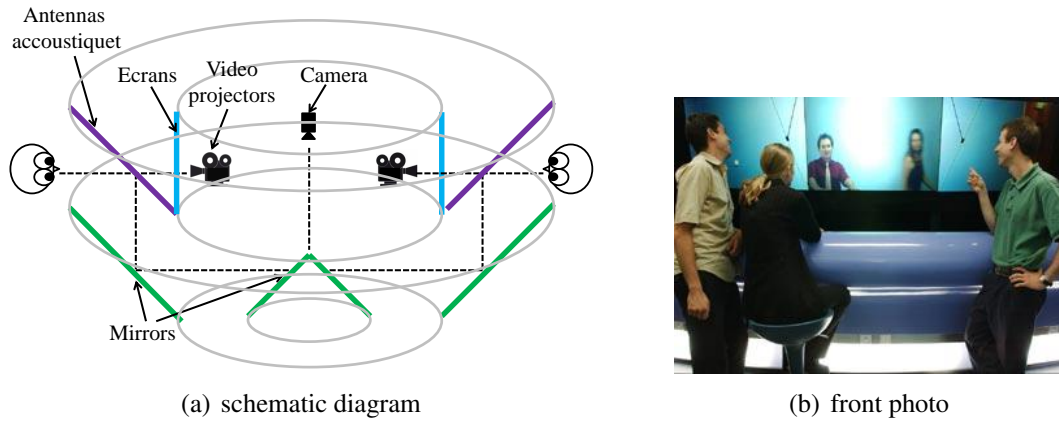 Antennas
accoustiquet
Ecrans
Video
projectors
Camera
Mirrors
(a) schematic diagram
(b) front photo